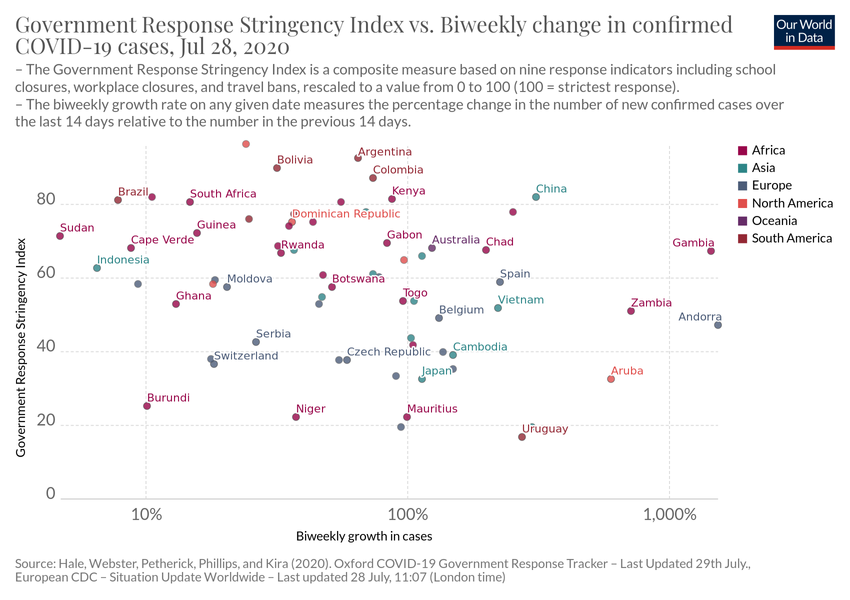 Government Response Stringency Index vs. Biweekly change in confirmed
COVID-19 cases, Jul 28, 2020
Our World
in Data
– The Government Response Stringency Index is a composite measure based on nine response indicators including school
closures, workplace closures, and travel bans, rescaled to a value from 0 to 100 (100 = strictest response).
– The biweekly growth rate on any given date measures the percentage change in the number of new confirmed cases over
the last 14 days relative to the number in the previous 14 days.
Africa
Asia
Europe
North America
Oceania
South America
Government Response Stringency Index
80
60
40
20
0
Argentina
Bolivia
Colombia
Brazil
South Africa
Kenya
China
Dominican Republic
Sudan
Guinea
Cape Verde
Rwanda
Gabon
Australia
Chad
Gambia
Indonesia
Moldova
Botswana
Spain
Ghana
Togo
Vietnam
Zambia
Belgium
Andorra
Serbia
Switzerland
Czech Republic
Cambodia
Japan
Aruba
Burundi
Niger
Mauritius
Uruguay
10%
100%
1,000%
Biweekly growth in cases
Source: Hale, Webster, Petherick, Phillips, and Kira (2020). Oxford COVID-19 Government Response Tracker – Last Updated 29th July.,
European CDC – Situation Update Worldwide – Last updated 28 July, 11:07 (London time)